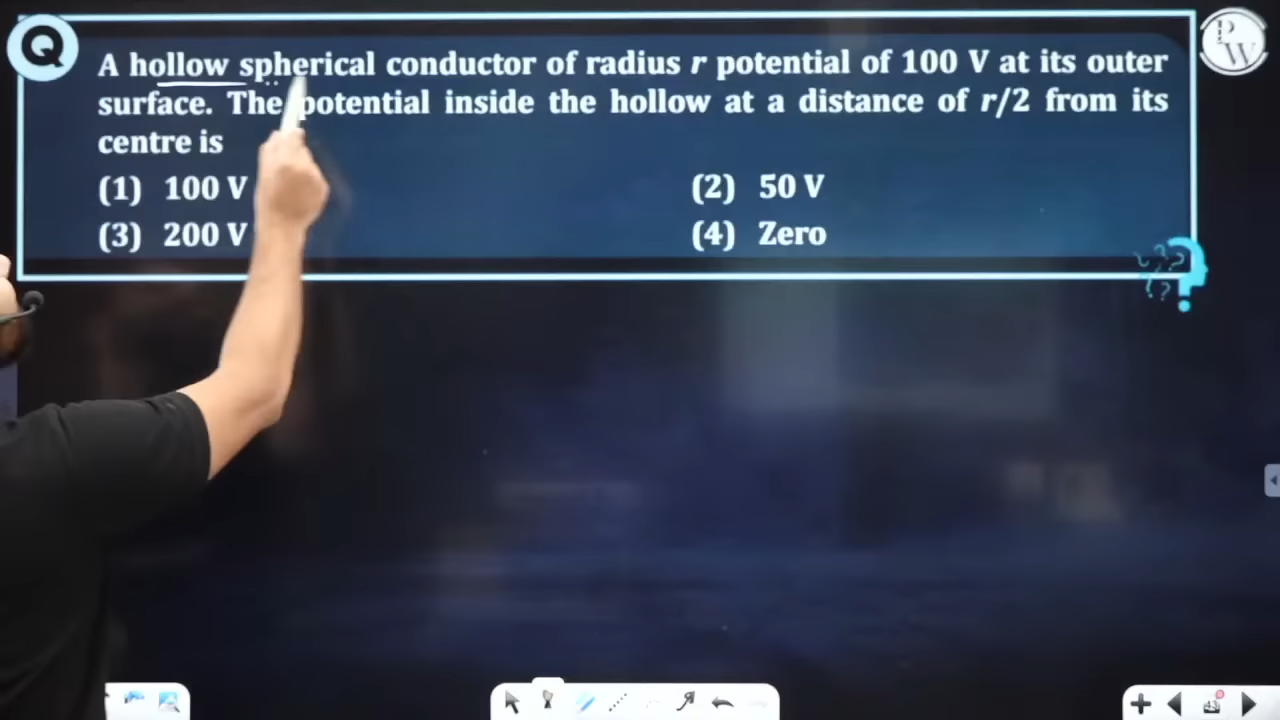 Q
A hollow spherical conductor of radius r potential of 100 V at its outer
surface. The potential inside the hollow at a distance of r/2 from its
centre is
(1) 100 V
(2) 50 V
(3) 200 V
(4) Zero
PW